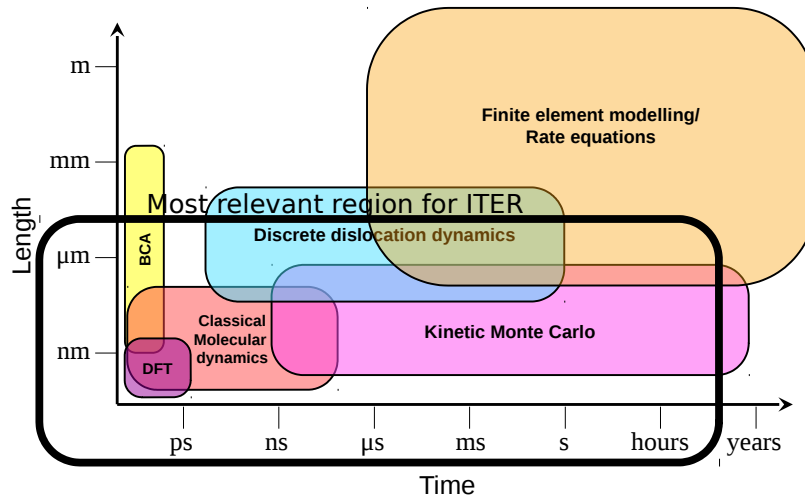 m
Finite element modelling/
Rate equations
mm
Most relevant region for ITER
Discrete dislocation dynamics
Length
BCA
μm
Classical
Molecular
dynamics
Kinetic Monte Carlo
nm
DFT
ps ns μs ms s hours years
Time